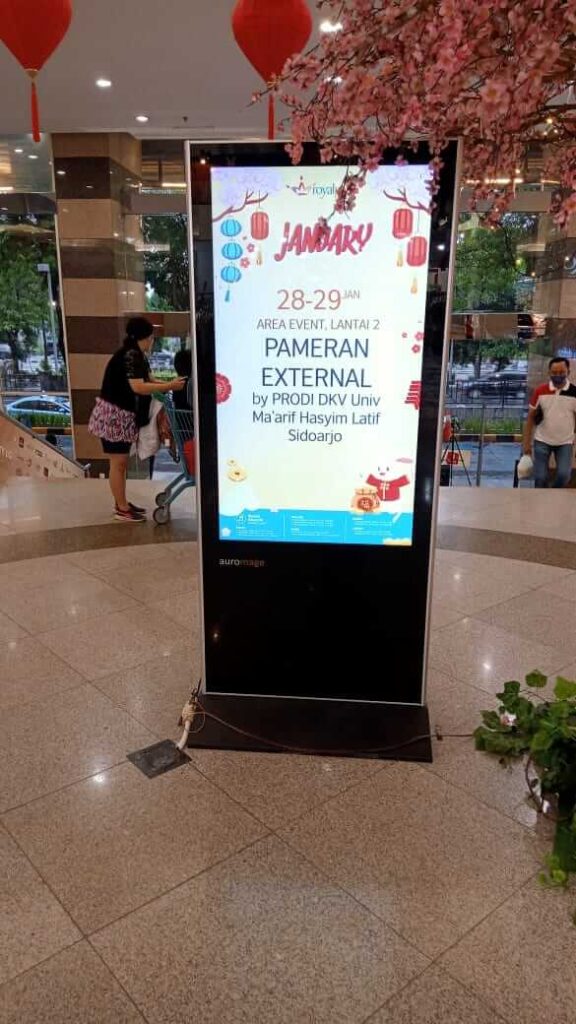 royal
JANUARY
28-29 JAN
AREA EVENT, LANTAI 2
PAMERAN
EXTERNAL
by PRODI DKV Univ
Ma'arif Hasyim Latif
Sidoarjo
auromage